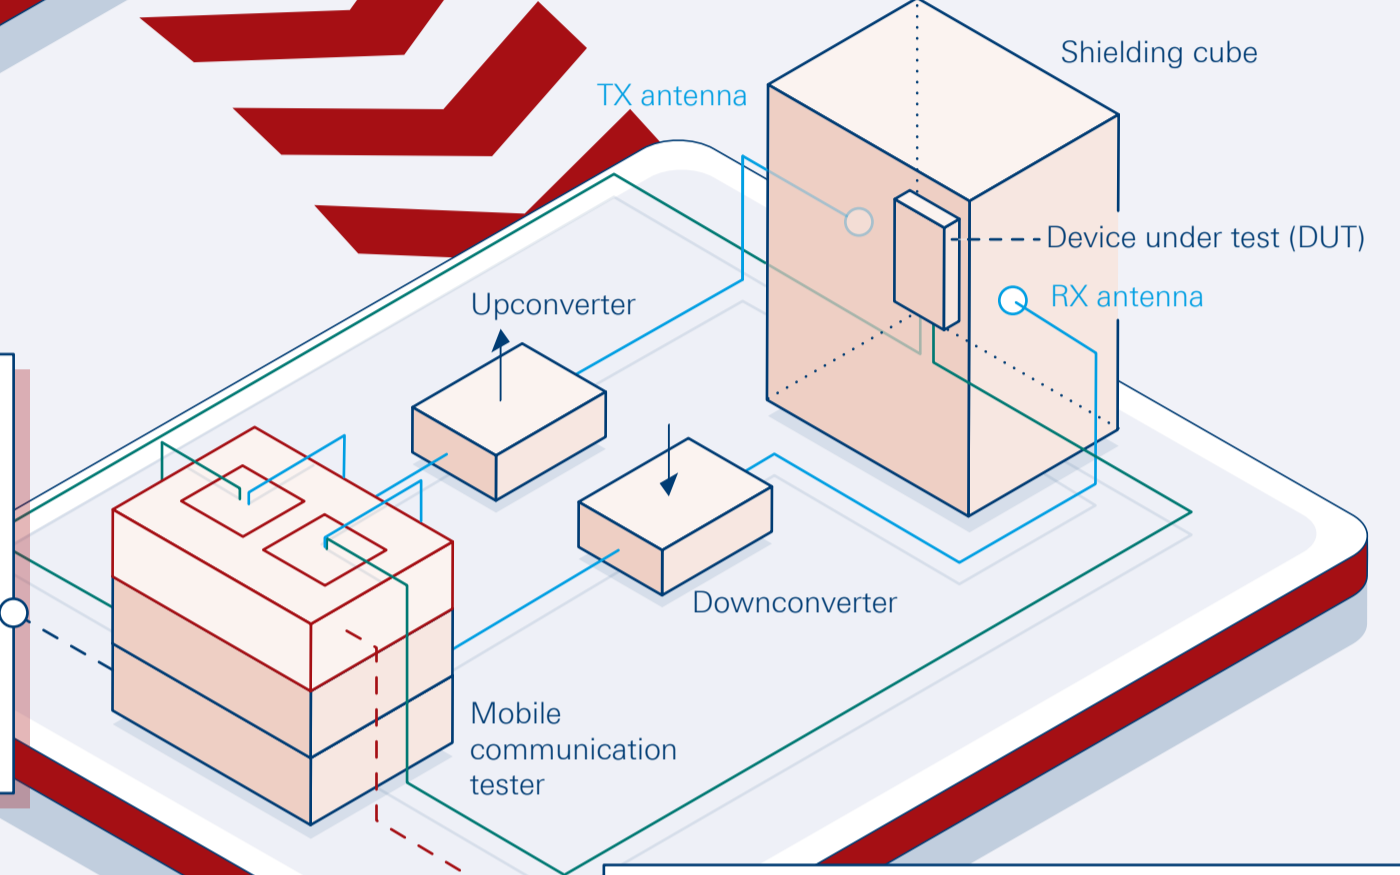 Shielding cube
TX antenna
Device under test (DUT)
RX antenna
Upconverter
Downconverter
Mobile
communication
tester